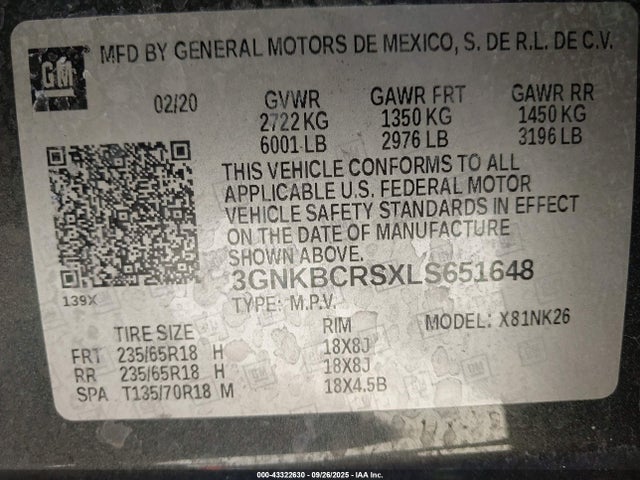 GM
MFD BY GENERAL MOTORS DE MEXICO, S. DE R.L. DE C.V.
02/20 GVWR GAWR FRT GAWR RR
2722 KG 1350 KG 1450 KG
6001 LB 2976 LB 3196 LB
THIS VEHICLE CONFORMS TO ALL
APPLICABLE U.S. FEDERAL MOTOR
VEHICLE SAFETY STANDARDS IN EFFECT
ON THE DATE OF MANUFACTURE
SHOWN ABOVE.
3GNKBCRSXLS651648
139X TYPE: M.P.V. MODEL: X81NK26
TIRE SIZE RIM
FRT 235/65R18 H 18X8J
RR 235/65R18 H 18X8J
SPA T135/70R18 M 18X4.5B
000-43322630 - 09/26/2025 - IAA Inc.